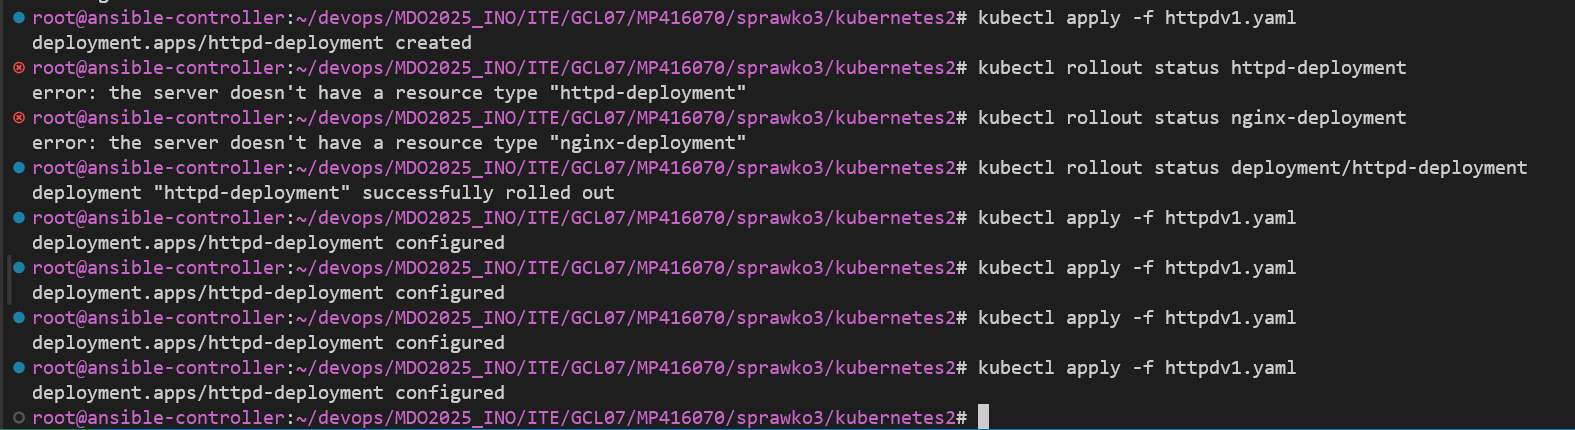 root@ansible-controller:~/devops/MDO2025_INO/ITE/GCL07/MP416070/sprawko3/kubernetes2# kubectl apply -f httpdv1.yaml
deployment.apps/httpd-deployment created
root@ansible-controller:~/devops/MDO2025_INO/ITE/GCL07/MP416070/sprawko3/kubernetes2# kubectl rollout status httpd-deployment
error: the server doesn't have a resource type "httpd-deployment"
root@ansible-controller:~/devops/MDO2025_INO/ITE/GCL07/MP416070/sprawko3/kubernetes2# kubectl rollout status nginx-deployment
error: the server doesn't have a resource type "nginx-deployment"
root@ansible-controller:~/devops/MDO2025_INO/ITE/GCL07/MP416070/sprawko3/kubernetes2# kubectl rollout status deployment/httpd-deployment
deployment "httpd-deployment" successfully rolled out
root@ansible-controller:~/devops/MDO2025_INO/ITE/GCL07/MP416070/sprawko3/kubernetes2# kubectl apply -f httpdv1.yaml
deployment.apps/httpd-deployment configured
root@ansible-controller:~/devops/MDO2025_INO/ITE/GCL07/MP416070/sprawko3/kubernetes2# kubectl apply -f httpdv1.yaml
deployment.apps/httpd-deployment configured
root@ansible-controller:~/devops/MDO2025_INO/ITE/GCL07/MP416070/sprawko3/kubernetes2# kubectl apply -f httpdv1.yaml
deployment.apps/httpd-deployment configured
root@ansible-controller:~/devops/MDO2025_INO/ITE/GCL07/MP416070/sprawko3/kubernetes2# kubectl apply -f httpdv1.yaml
deployment.apps/httpd-deployment configured
root@ansible-controller:~/devops/MDO2025_INO/ITE/GCL07/MP416070/sprawko3/kubernetes2#